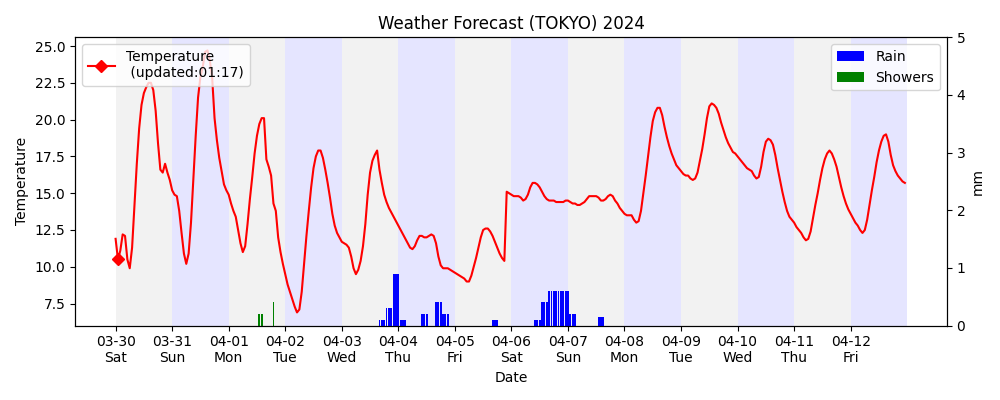 Weather Forecast (TOKYO) 2024
Temperature
(updated:01:17)
Rain
Showers
25.0
22.5
20.0
17.5
15.0
12.5
10.0
7.5
Temperature
5
4
3
2
1
0
mm
03-30 03-31 04-01 04-02 04-03 04-04 04-05 04-06 04-07 04-08 04-09 04-10 04-11 04-12
Sat Sun Mon Tue Wed Thu Fri Sat Sun Mon Tue Wed Thu Fri
Date